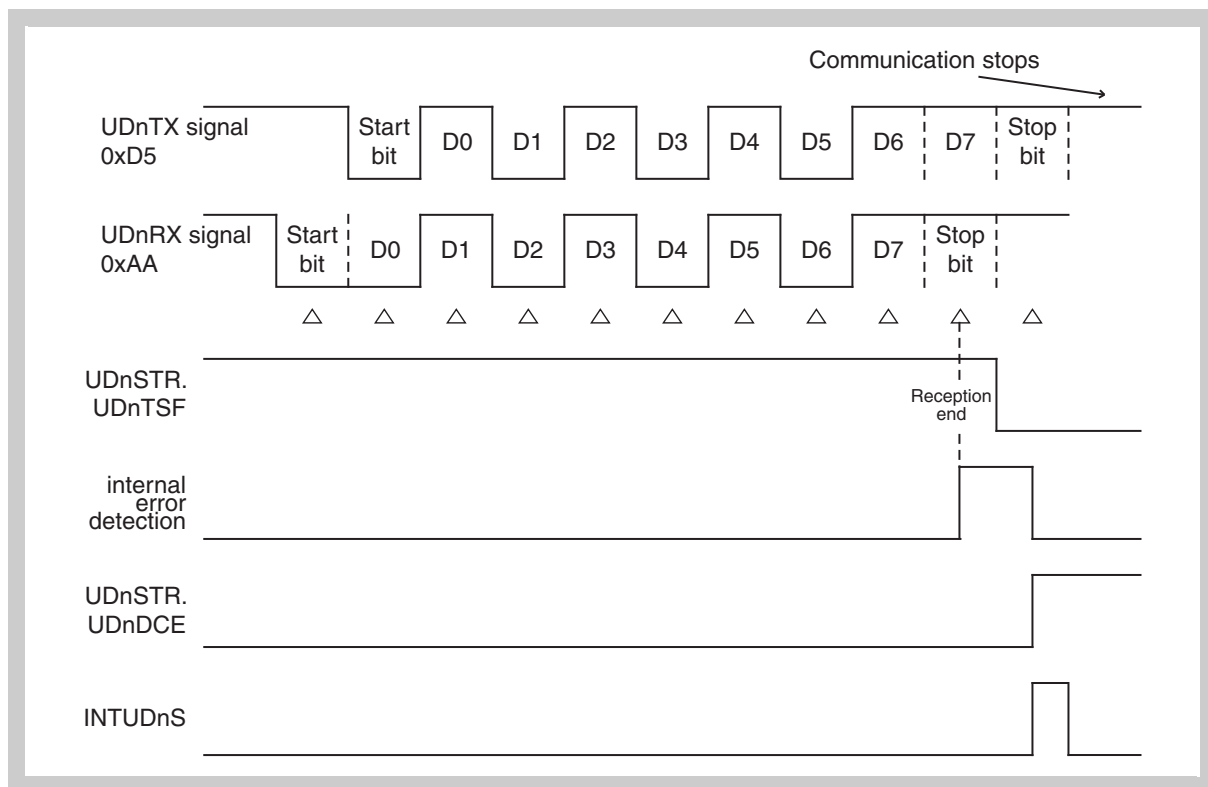 Communication stops
UDnTX signal
0xD5
Start
bit
D0
D1
D2
D3
D4
D5
D6
D7
Stop
bit
UDnRX signal
0xAA
Start
bit
D0
D1
D2
D3
D4
D5
D6
D7
Stop
bit
UDnSTR.
UDnTSF
Reception
end
internal
error
detection
UDnSTR.
UDnDCE
INTUDnS